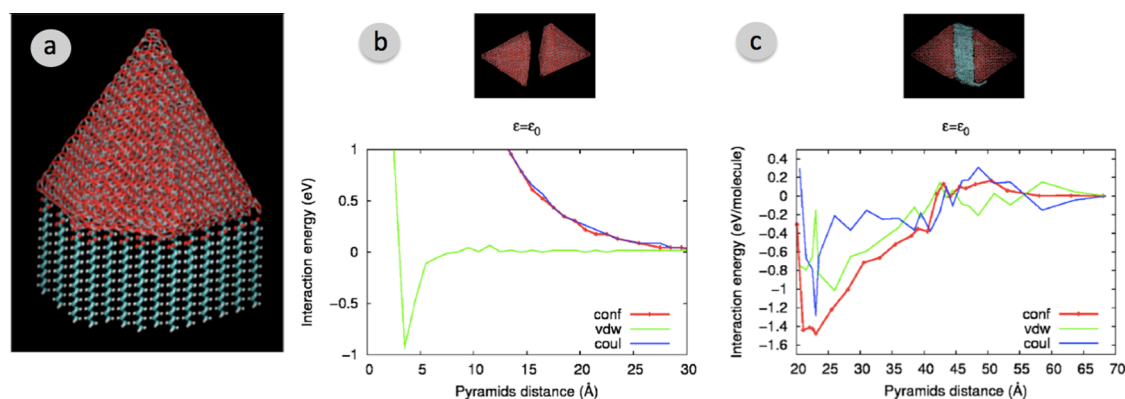 a
b
c
ε=ε₀
1
0.5
0
−0.5
−1
Interaction energy (eV)
conf
vdw
coul
0 5 10 15 20 25 30
Pyramids distance (Å)
ε=ε₀
0.4
0.2
0
−0.2
−0.4
−0.6
−0.8
−1
−1.2
−1.4
−1.6
Interaction energy (eV/molecule)
conf
vdw
coul
20 25 30 35 40 45 50 55 60 65 70
Pyramids distance (Å)